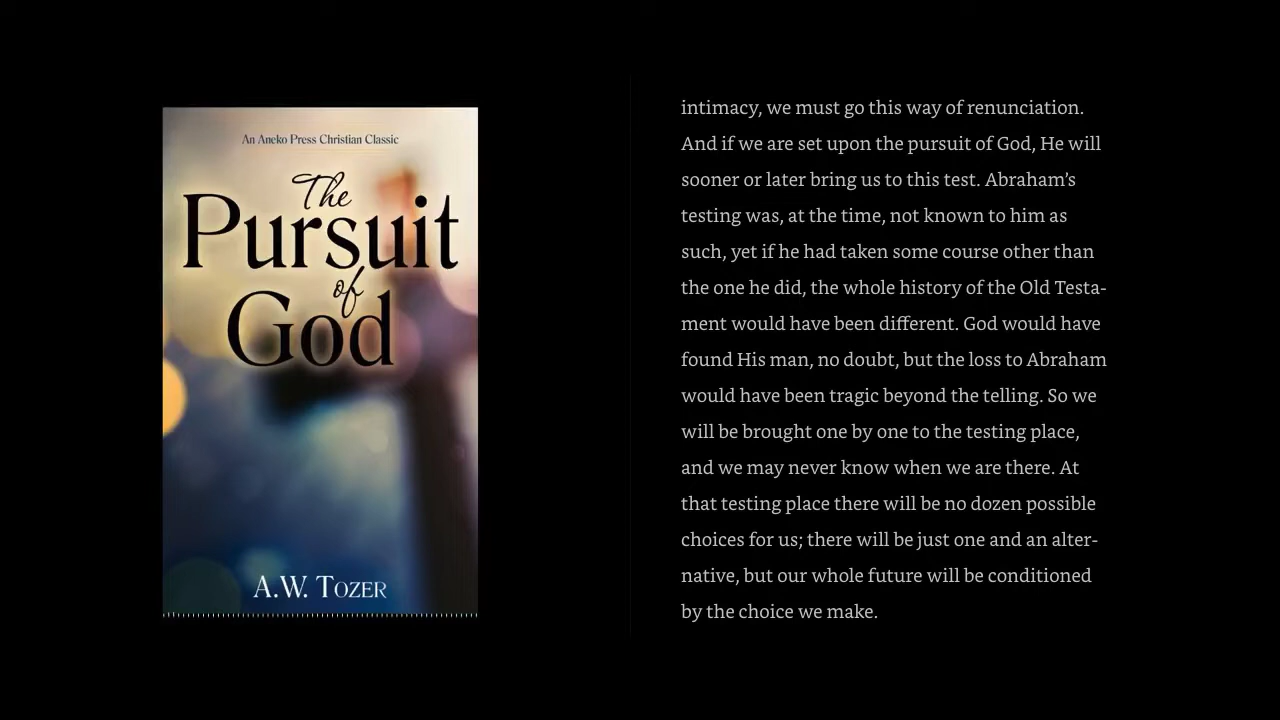 An Aneko Press Christian Classic
The
Pursuit
of
God
A.W. Tozer
intimacy, we must go this way of renunciation.
And if we are set upon the pursuit of God, He will
sooner or later bring us to this test. Abraham’s
testing was, at the time, not known to him as
such, yet if he had taken some course other than
the one he did, the whole history of the Old Testa-
ment would have been different. God would have
found His man, no doubt, but the loss to Abraham
would have been tragic beyond the telling. So we
will be brought one by one to the testing place,
and we may never know when we are there. At
that testing place there will be no dozen possible
choices for us; there will be just one and an alter-
native, but our whole future will be conditioned
by the choice we make.